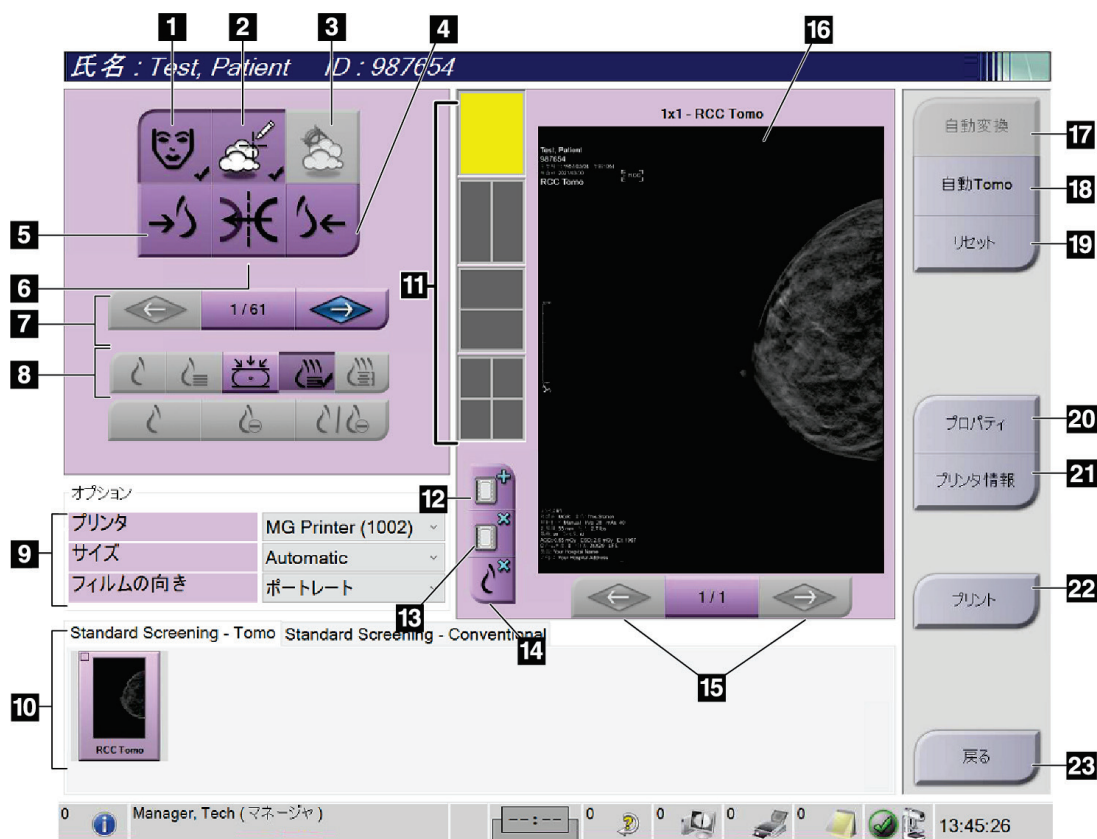 1
2
3
4
16
氏名 : Test, Patient ID : 987654
1x1 - RCC Tomo
Test, Patient
987654
RCC Tomo
自動変換
17
自動Tomo
18
リセット
19
5
6
7
1 / 61
8
11
プロパティ
20
プリンタ情報
21
オプション
9
プリンタ
MG Printer (1002)
サイズ
Automatic
フィルムの向き
ポートレート
12
13
14
1 / 1
15
プリント
22
Standard Screening - Tomo
Standard Screening - Conventional
10
RCC Tomo
戻る
23
0
Manager, Tech ( マネージャ )
--:--
0
0
0
0
13:45:26